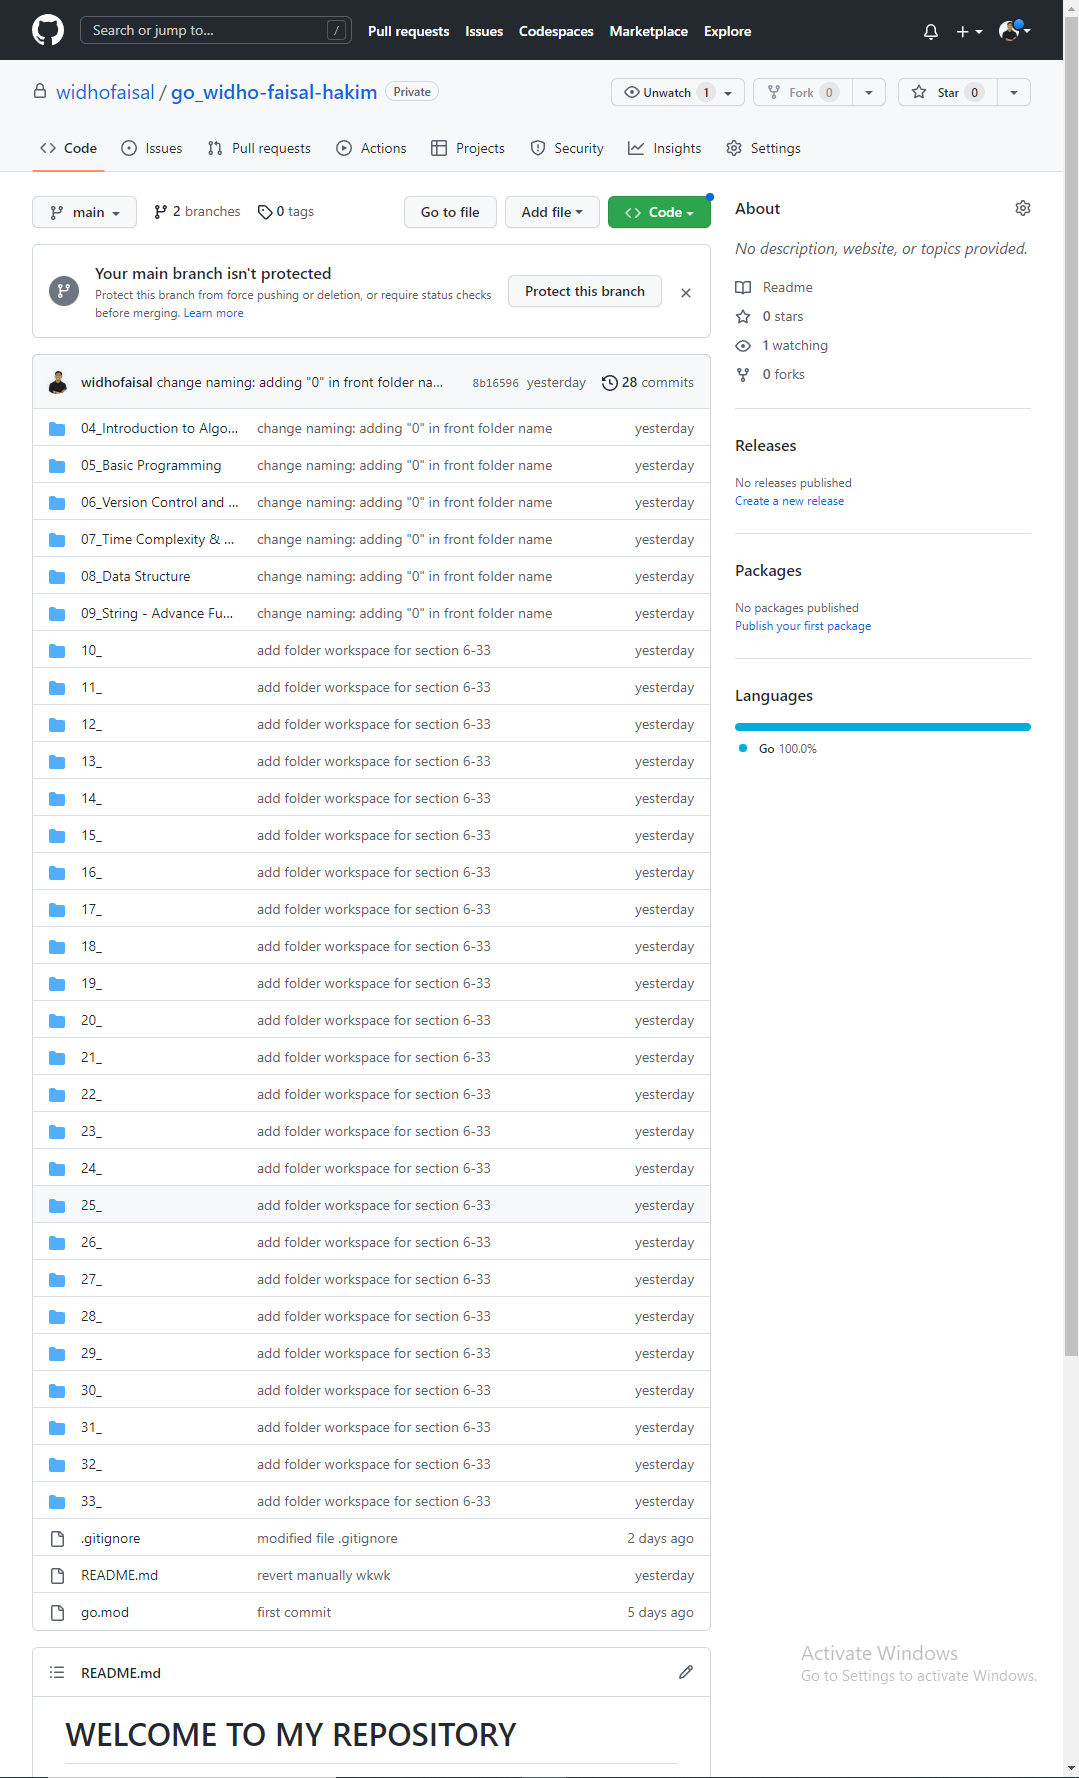 Search or jump to... /
Pull requests Issues Codespaces Marketplace Explore
widhofaisal / go_widho-faisal-hakim Private
Unwatch 1 Fork 0 Star 0
Code Issues Pull requests Actions Projects Security Insights Settings
main 2 branches 0 tags Go to file Add file Code
Your main branch isn't protected
Protect this branch from force pushing or deletion, or require status checks
before merging. Learn more
Protect this branch
widhofaisal change naming: adding "0" in front folder na... 8b16596 yesterday 28 commits
04_Introduction to Algo... change naming: adding "0" in front folder name yesterday
05_Basic Programming change naming: adding "0" in front folder name yesterday
06_Version Control and ... change naming: adding "0" in front folder name yesterday
07_Time Complexity & ... change naming: adding "0" in front folder name yesterday
08_Data Structure change naming: adding "0" in front folder name yesterday
09_String - Advance Fu... change naming: adding "0" in front folder name yesterday
10_ add folder workspace for section 6-33 yesterday
11_ add folder workspace for section 6-33 yesterday
12_ add folder workspace for section 6-33 yesterday
13_ add folder workspace for section 6-33 yesterday
14_ add folder workspace for section 6-33 yesterday
15_ add folder workspace for section 6-33 yesterday
16_ add folder workspace for section 6-33 yesterday
17_ add folder workspace for section 6-33 yesterday
18_ add folder workspace for section 6-33 yesterday
19_ add folder workspace for section 6-33 yesterday
20_ add folder workspace for section 6-33 yesterday
21_ add folder workspace for section 6-33 yesterday
22_ add folder workspace for section 6-33 yesterday
23_ add folder workspace for section 6-33 yesterday
24_ add folder workspace for section 6-33 yesterday
25_ add folder workspace for section 6-33 yesterday
26_ add folder workspace for section 6-33 yesterday
27_ add folder workspace for section 6-33 yesterday
28_ add folder workspace for section 6-33 yesterday
29_ add folder workspace for section 6-33 yesterday
30_ add folder workspace for section 6-33 yesterday
31_ add folder workspace for section 6-33 yesterday
32_ add folder workspace for section 6-33 yesterday
33_ add folder workspace for section 6-33 yesterday
.gitignore modified file .gitignore 2 days ago
README.md revert manually wkwk yesterday
go.mod first commit 5 days ago
README.md
WELCOME TO MY REPOSITORY
About
No description, website, or topics provided.
Readme
0 stars
1 watching
0 forks
Releases
No releases published
Create a new release
Packages
No packages published
Publish your first package
Languages
Go 100.0%
Activate Windows
Go to Settings to activate Windows.